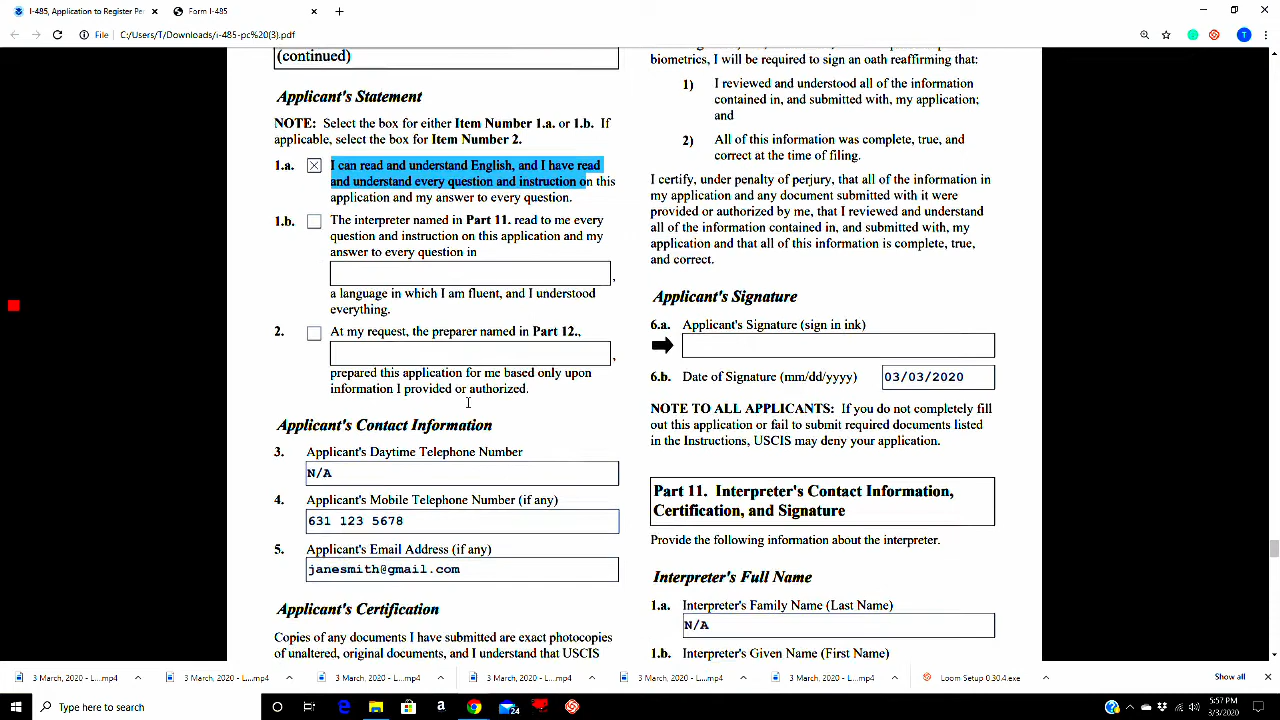 I-485, Application to Register Pe
Form I-485
File
C:/Users/T/Downloads/i-485-pc%20 (3).pdf
T
(continued)
Applicant's Statement
NOTE: Select the box for either Item Number 1.a. or 1.b. If
applicable, select the box for Item Number 2.
1.a. I can read and understand English, and I have read
and understand every question and instruction on this
application and my answer to every question.
1.b. The interpreter named in Part 11. read to me every
question and instruction on this application and my
answer to every question in
,
a language in which I am fluent, and I understood
everything.
2. At my request, the preparer named in Part 12.,
,
prepared this application for me based only upon
information I provided or authorized.
Applicant's Contact Information
3. Applicant's Daytime Telephone Number
N/A
4. Applicant's Mobile Telephone Number (if any)
631 123 5678
5. Applicant's Email Address (if any)
janesmith@gmail.com
Applicant's Certification
Copies of any documents I have submitted are exact photocopies
of unaltered, original documents, and I understand that USCIS
biometrics, I will be required to sign an oath reaffirming that:
1) I reviewed and understood all of the information
contained in, and submitted with, my application;
and
2) All of this information was complete, true, and
correct at the time of filing.
I certify, under penalty of perjury, that all of the information in
my application and any document submitted with it were
provided or authorized by me, that I reviewed and understand
all of the information contained in, and submitted with, my
application and that all of this information is complete, true,
and correct.
Applicant's Signature
6.a. Applicant's Signature (sign in ink)
6.b. Date of Signature (mm/dd/yyyy) 03/03/2020
NOTE TO ALL APPLICANTS: If you do not completely fill
out this application or fail to submit required documents listed
in the Instructions, USCIS may deny your application.
Part 11. Interpreter's Contact Information,
Certification, and Signature
Provide the following information about the interpreter.
Interpreter's Full Name
1.a. Interpreter's Family Name (Last Name)
N/A
1.b. Interpreter's Given Name (First Name)
3 March, 2020 - L....mp4
3 March, 2020 - L....mp4
3 March, 2020 - L....mp4
3 March, 2020 - L....mp4
3 March, 2020 - L....mp4
3 March, 2020 - L....mp4
Loom Setup 0.30.4.exe
Show all
Type here to search
24
5:57 PM
3/3/2020